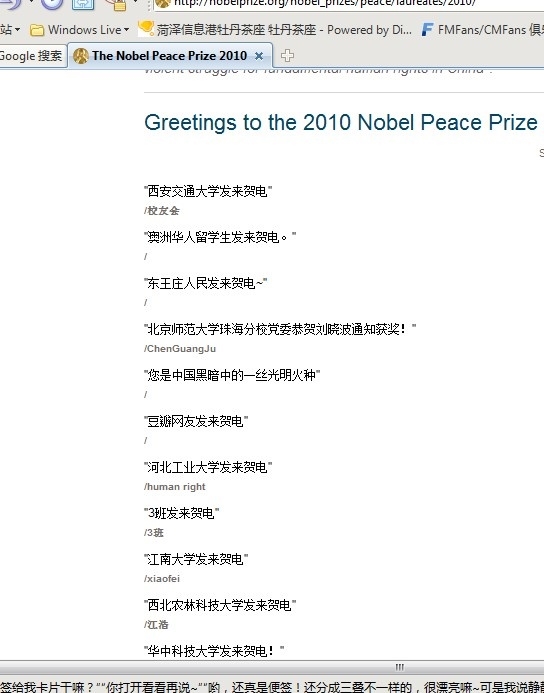 http://nobelprize.org/nobel_prizes/peace/laureates/2010/
站 Windows Live 菏泽信息港牡丹茶座 牡丹茶座 - Powered by Di... FMFans/CMFans 俱
Google 搜索 The Nobel Peace Prize 2010
violent struggle for fundamental human rights in China".
Greetings to the 2010 Nobel Peace Prize
S
"西安交通大学发来贺电"
/校友会
"澳洲华人留学生发来贺电。"
/
"东王庄人民发来贺电~"
/
"北京师范大学珠海分校党委恭贺刘晓波通知获奖！"
/ChenGuangJu
"您是中国黑暗中的一丝光明火种"
/
"豆瓣网友发来贺电"
/
"河北工业大学发来贺电"
/human right
"3班发来贺电"
/3班
"江南大学发来贺电"
/xiaofei
"西北农林科技大学发来贺电"
/江浩
"华中科技大学发来贺电！"
签给我卡片干嘛？""你打开看看再说~""哟，还真是便签！还分成三叠不一样的，很漂亮嘛~可是我说静